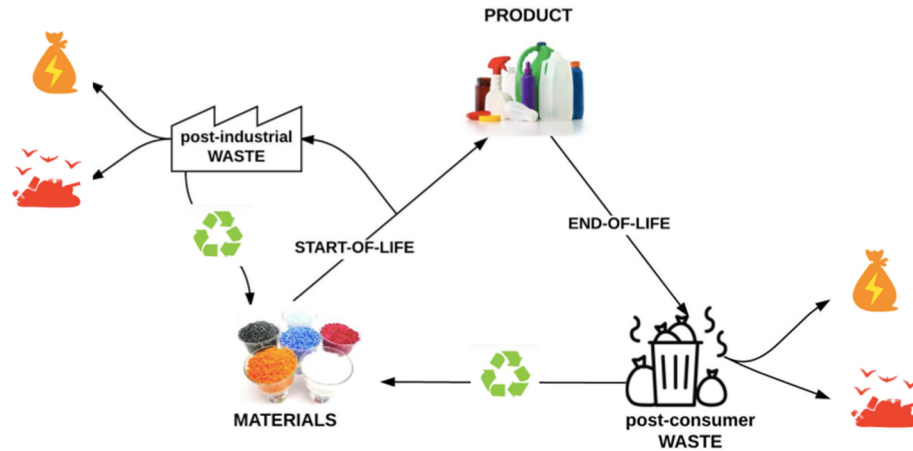 PRODUCT
post-industrial
WASTE
START-OF-LIFE
END-OF-LIFE
MATERIALS
post-consumer
WASTE